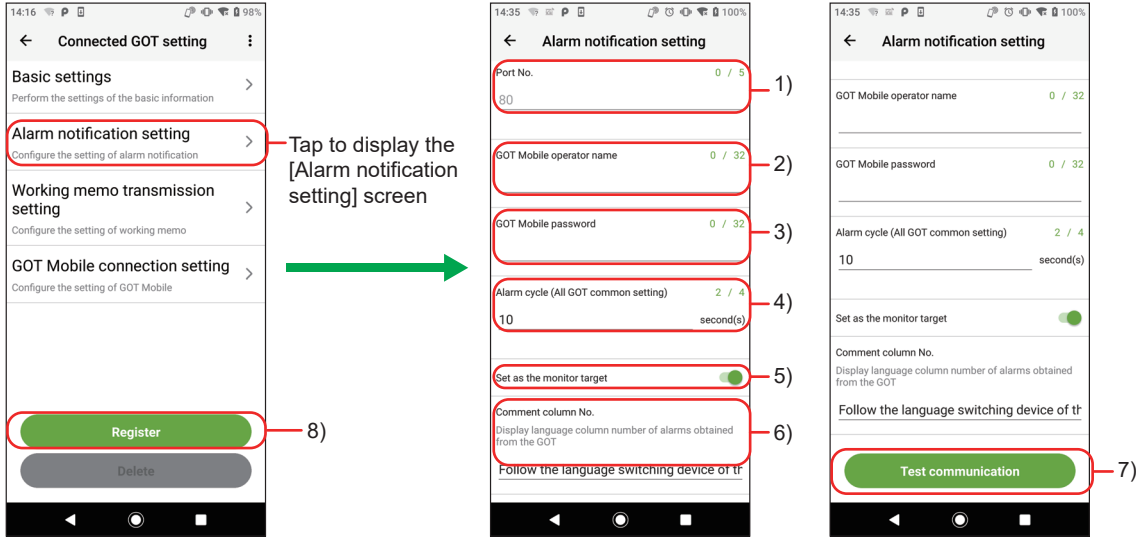 14:16 98%
Connected GOT setting
Basic settings
Perform the settings of the basic information
Alarm notification setting
Configure the setting of alarm notification
Working memo transmission
setting
Configure the setting of working memo
GOT Mobile connection setting
Configure the setting of GOT Mobile
Register
8)
Delete
Tap to display the
[Alarm notification
setting] screen
14:35 100%
Alarm notification setting
Port No. 0 / 5
80
1)
GOT Mobile operator name 0 / 32
2)
GOT Mobile password 0 / 32
3)
Alarm cycle (All GOT common setting) 2 / 4
10 second(s)
4)
Set as the monitor target
5)
Comment column No.
Display language column number of alarms obtained
from the GOT
6)
Follow the language switching device of th
14:35 100%
Alarm notification setting
GOT Mobile operator name 0 / 32
GOT Mobile password 0 / 32
Alarm cycle (All GOT common setting) 2 / 4
10 second(s)
Set as the monitor target
Comment column No.
Display language column number of alarms obtained
from the GOT
Follow the language switching device of th
Test communication
7)